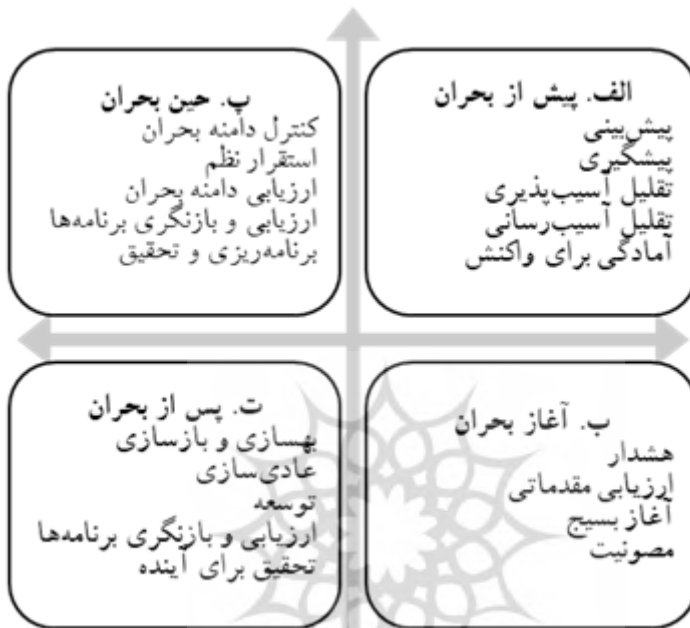 الف. پیش از بحران
پیش‌بینی
پیشگیری
تقلیل آسیب‌پذیری
تقلیل آسیب‌رسانی
آمادگی برای واکنش
ب. آغاز بحران
هشدار
ارزیابی مقدماتی
آغاز بسیج
مصونیت
پ. حین بحران
کنترل دامنه بحران
استقرار نظم
ارزیابی دامنه بحران
ارزیابی و بازنگری برنامه‌ها
برنامه‌ریزی و تحقیق
ت. پس از بحران
بهسازی و بازسازی
عادی‌سازی
توسعه
ارزیابی و بازنگری برنامه‌ها
تحقیق برای آینده